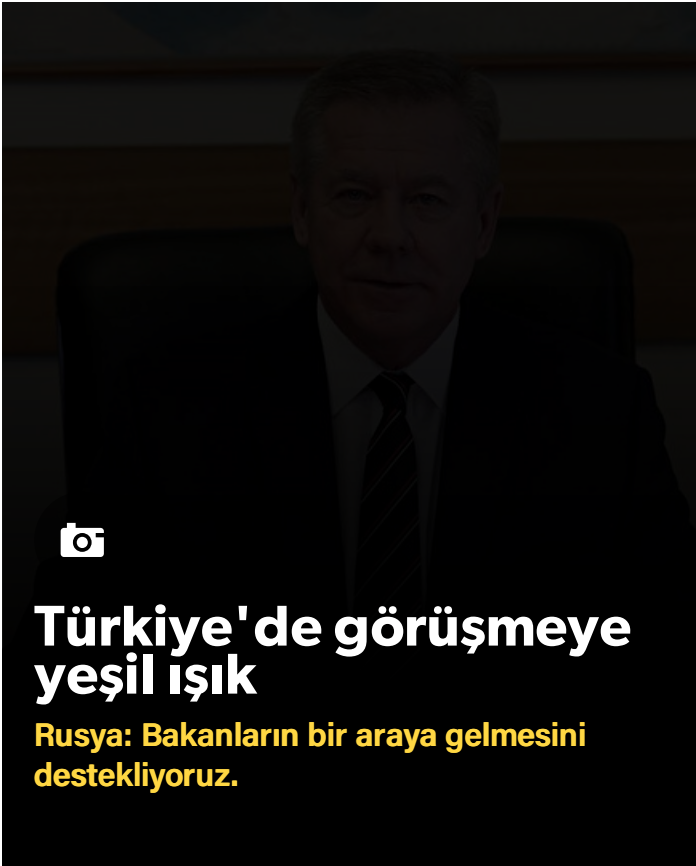 Türkiye'de görüşmeye
yeşil ışık
Rusya: Bakanların bir araya gelmesini
destekliyoruz.